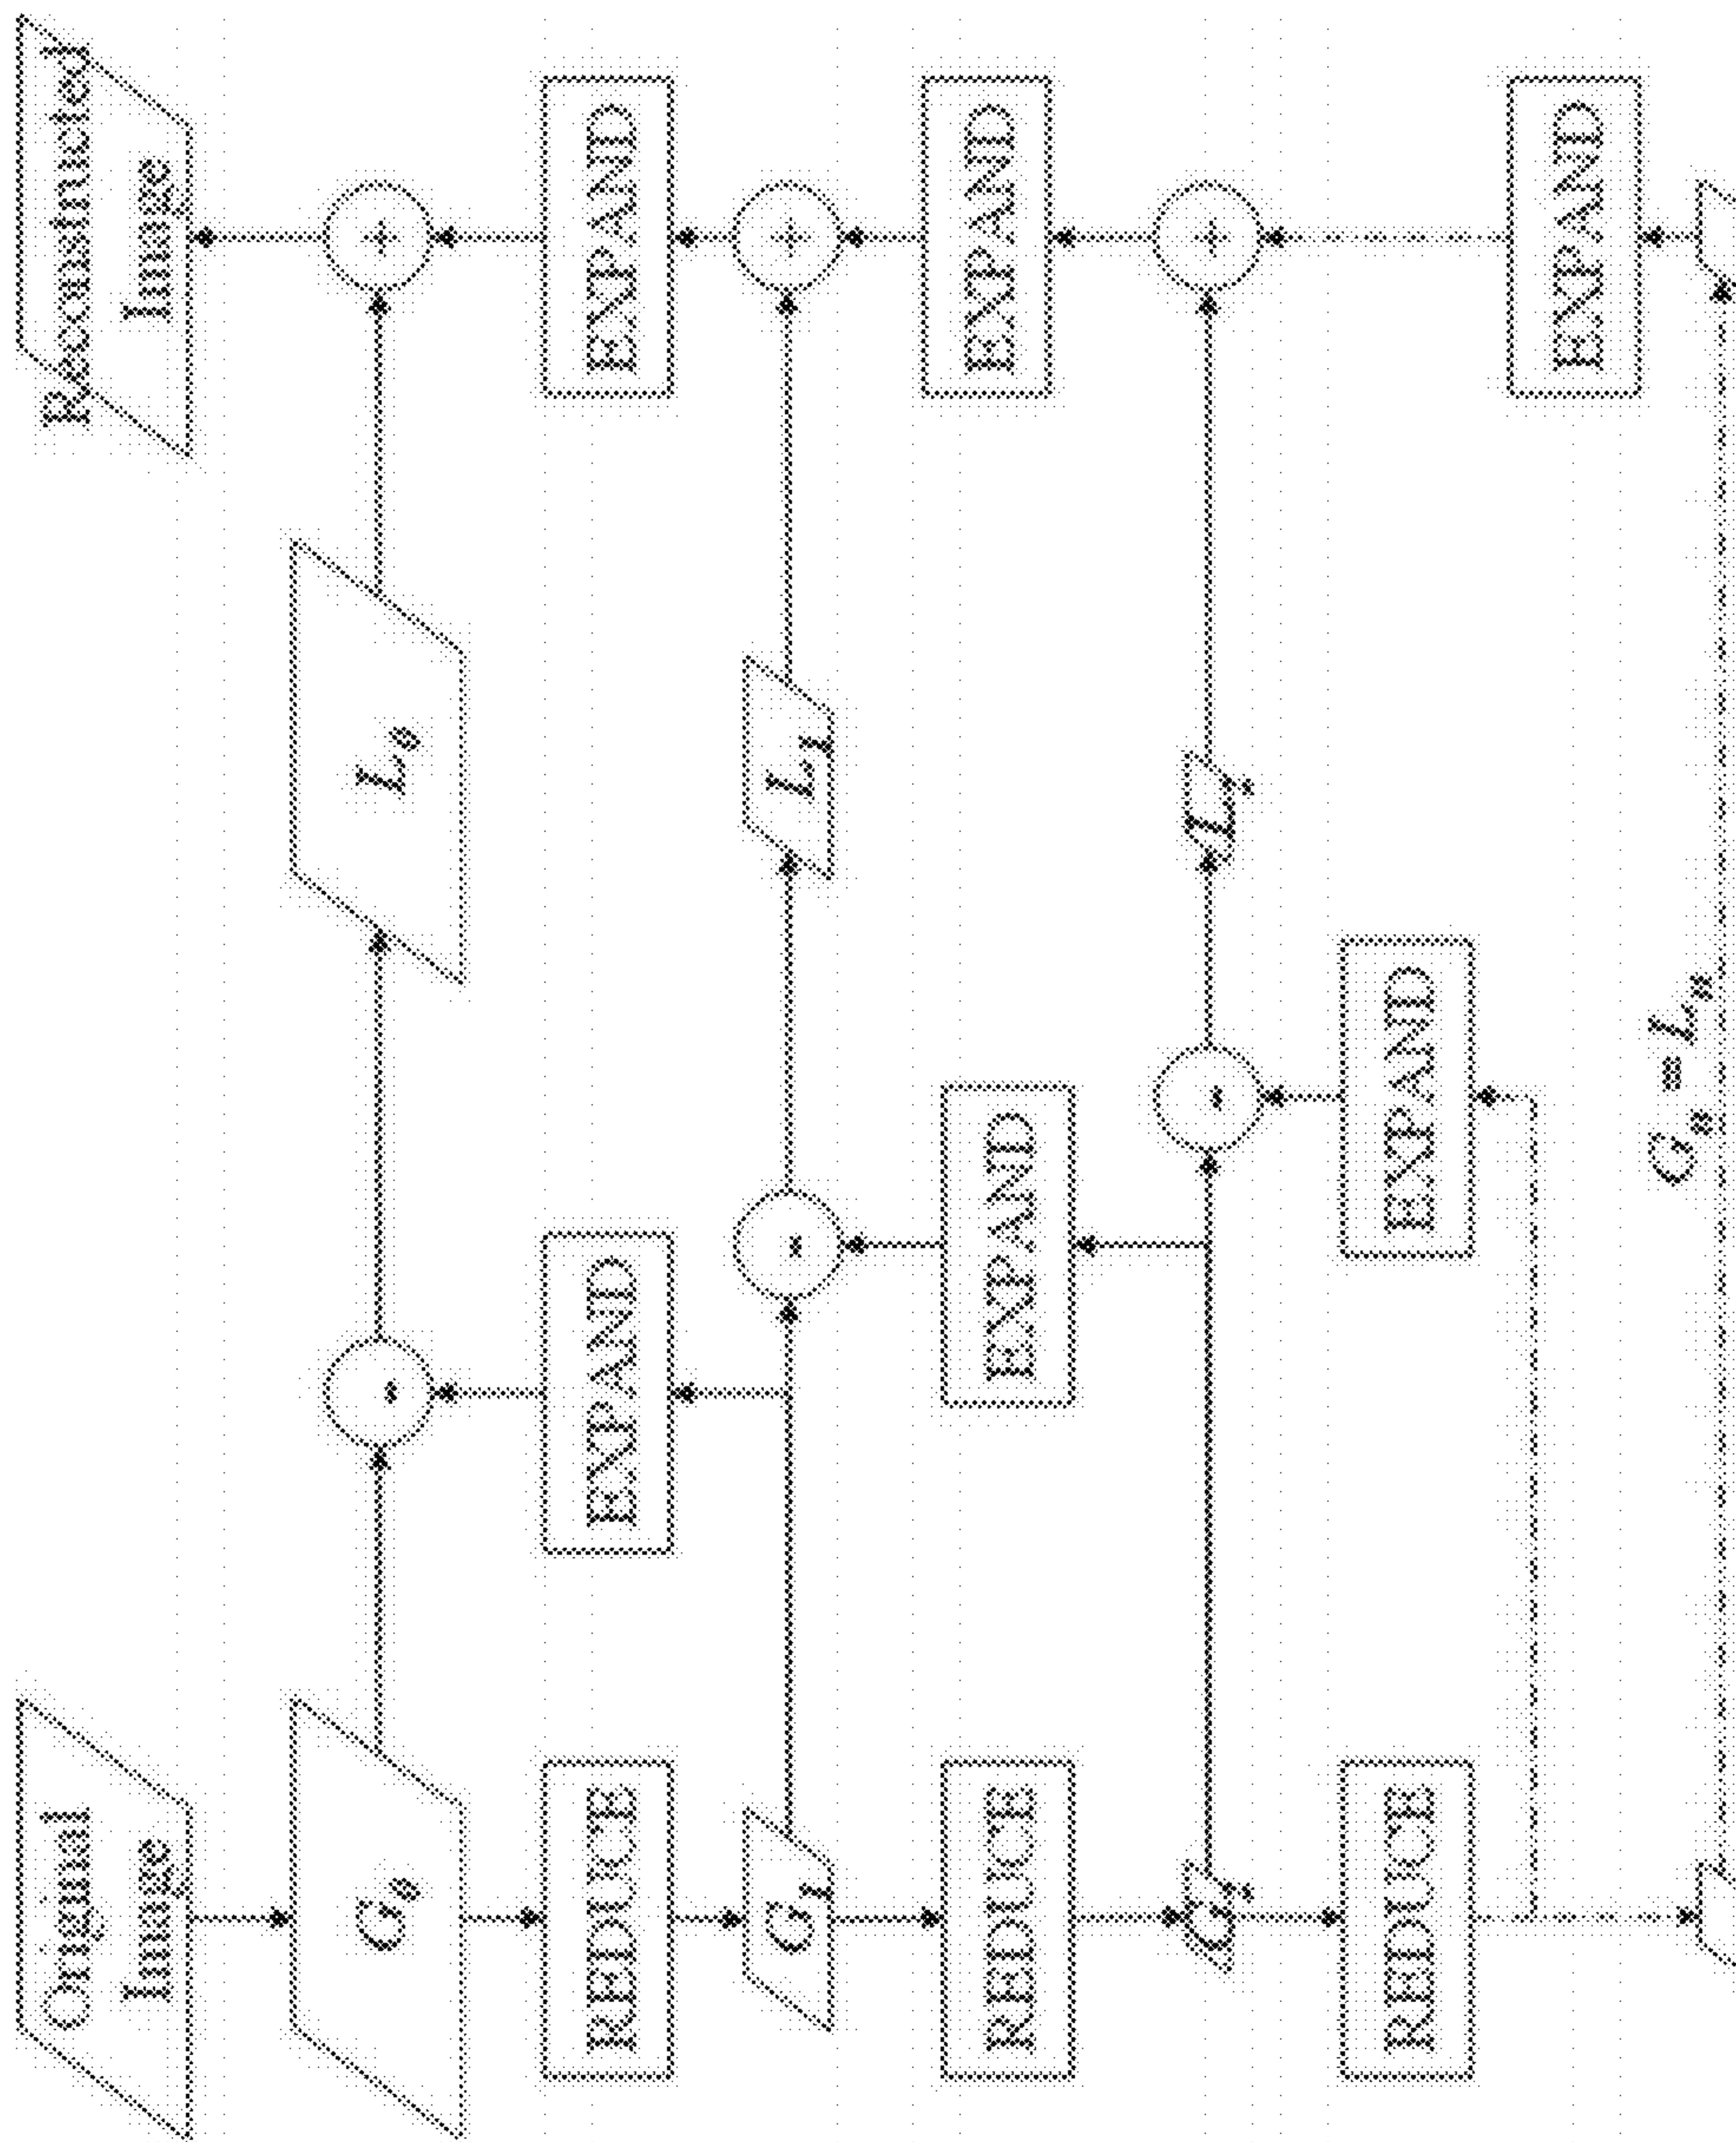 Original
Image
Reconstructed
Image
G₀
-
L₀
+
REDUCE
EXPAND
EXPAND
G₁
-
L₁
+
REDUCE
EXPAND
EXPAND
G₂
-
L₂
+
REDUCE
EXPAND
EXPAND
Gₙ = Lₙ